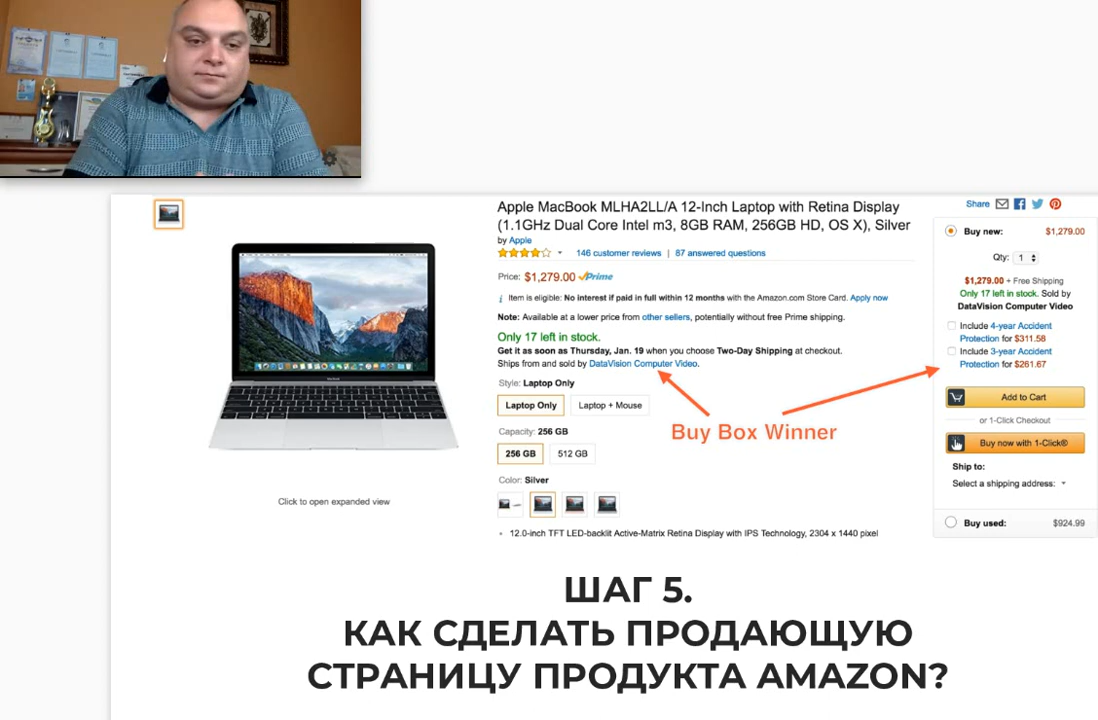 Apple MacBook MLHA2LL/A 12-Inch Laptop with Retina Display
(1.1GHz Dual Core Intel m3, 8GB RAM, 256GB HD, OS X), Silver
by Apple
146 customer reviews | 87 answered questions
Price: $1,279.00 Prime
Item is eligible: No interest if paid in full within 12 months with the Amazon.com Store Card. Apply now
Note: Available at a lower price from other sellers, potentially without free Prime shipping.
Only 17 left in stock.
Get it as soon as Thursday, Jan. 19 when you choose Two-Day Shipping at checkout.
Ships from and sold by DataVision Computer Video.
Style: Laptop Only
Laptop Only
Laptop + Mouse
Buy Box Winner
Capacity: 256 GB
256 GB
512 GB
Color: Silver
Click to open expanded view
• 12.0-inch TFT LED-backlit Active-Matrix Retina Display with IPS Technology, 2304 x 1440 pixel
Share
Buy new: $1,279.00
Qty: 1
$1,279.00 + Free Shipping
Only 17 left in stock. Sold by
DataVision Computer Video
Include 4-year Accident
Protection for $311.58
Include 3-year Accident
Protection for $261.67
Add to Cart
or 1-Click Checkout
Buy now with 1-Click®
Ship to:
Select a shipping address:
Buy used: $924.99
ШАГ 5.
КАК СДЕЛАТЬ ПРОДАЮЩУЮ
СТРАНИЦУ ПРОДУКТА AMAZON?